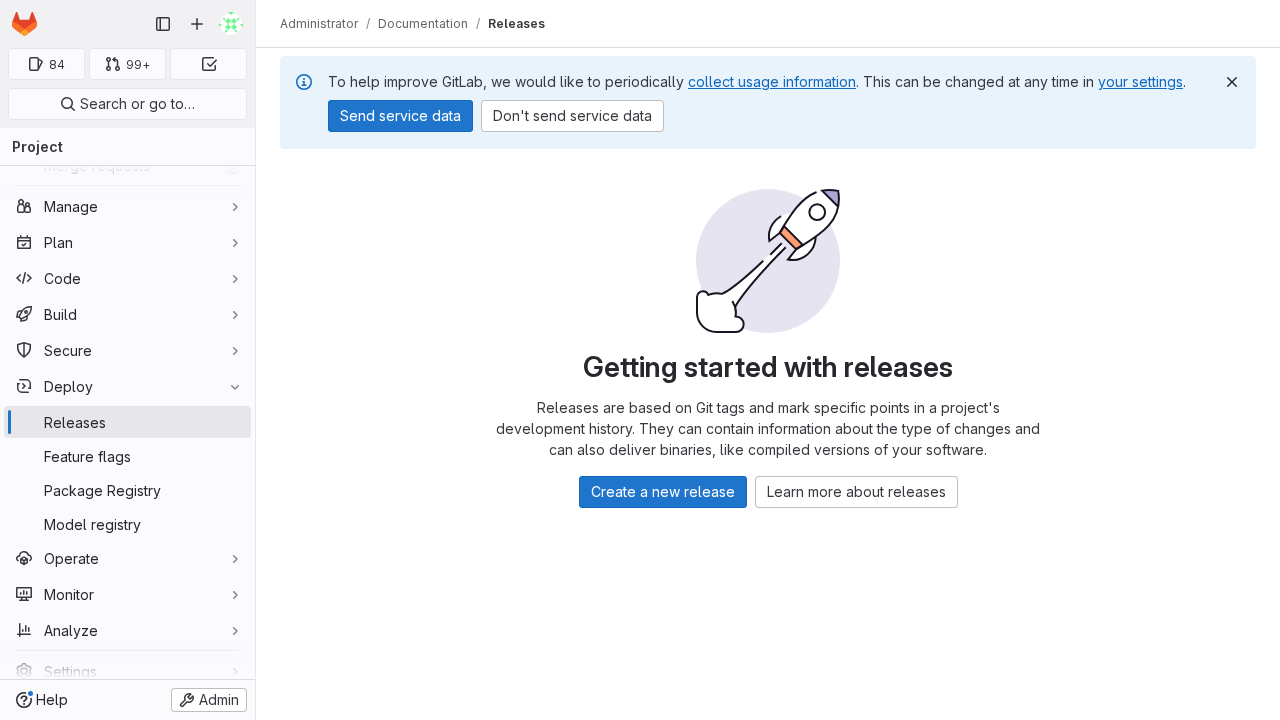 Administrator / Documentation / Releases
84
99+
Search or go to…
Project
Merge requests
Manage
Plan
Code
Build
Secure
Deploy
Releases
Feature flags
Package Registry
Model registry
Operate
Monitor
Analyze
Settings
Help
Admin
To help improve GitLab, we would like to periodically collect usage information. This can be changed at any time in your settings.
Send service data
Don't send service data
Getting started with releases
Releases are based on Git tags and mark specific points in a project's
development history. They can contain information about the type of changes and
can also deliver binaries, like compiled versions of your software.
Create a new release
Learn more about releases